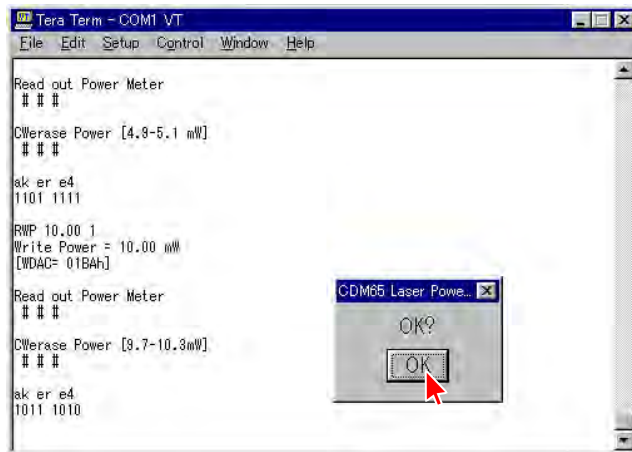 Tera Term - COM1 VT
File Edit Setup Control Window Help
Read out Power Meter
# # #
CWerase Power [4.9-5.1 mW]
# # #
ak er e4
1101 1111
RWP 10.00 1
Write Power = 10.00 mW
[WDAC= 01BAh]
Read out Power Meter
# # #
CWerase Power [9.7-10.3mW]
# # #
ak er e4
1011 1010
CDM65 Laser Powe...
OK?
OK